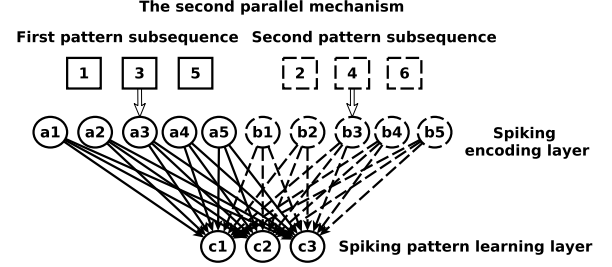 The second parallel mechanism
First pattern subsequence Second pattern subsequence
1 3 5 2 4 6
a1 a2 a3 a4 a5 b1 b2 b3 b4 b5
Spiking
encoding layer
c1 c2 c3 Spiking pattern learning layer